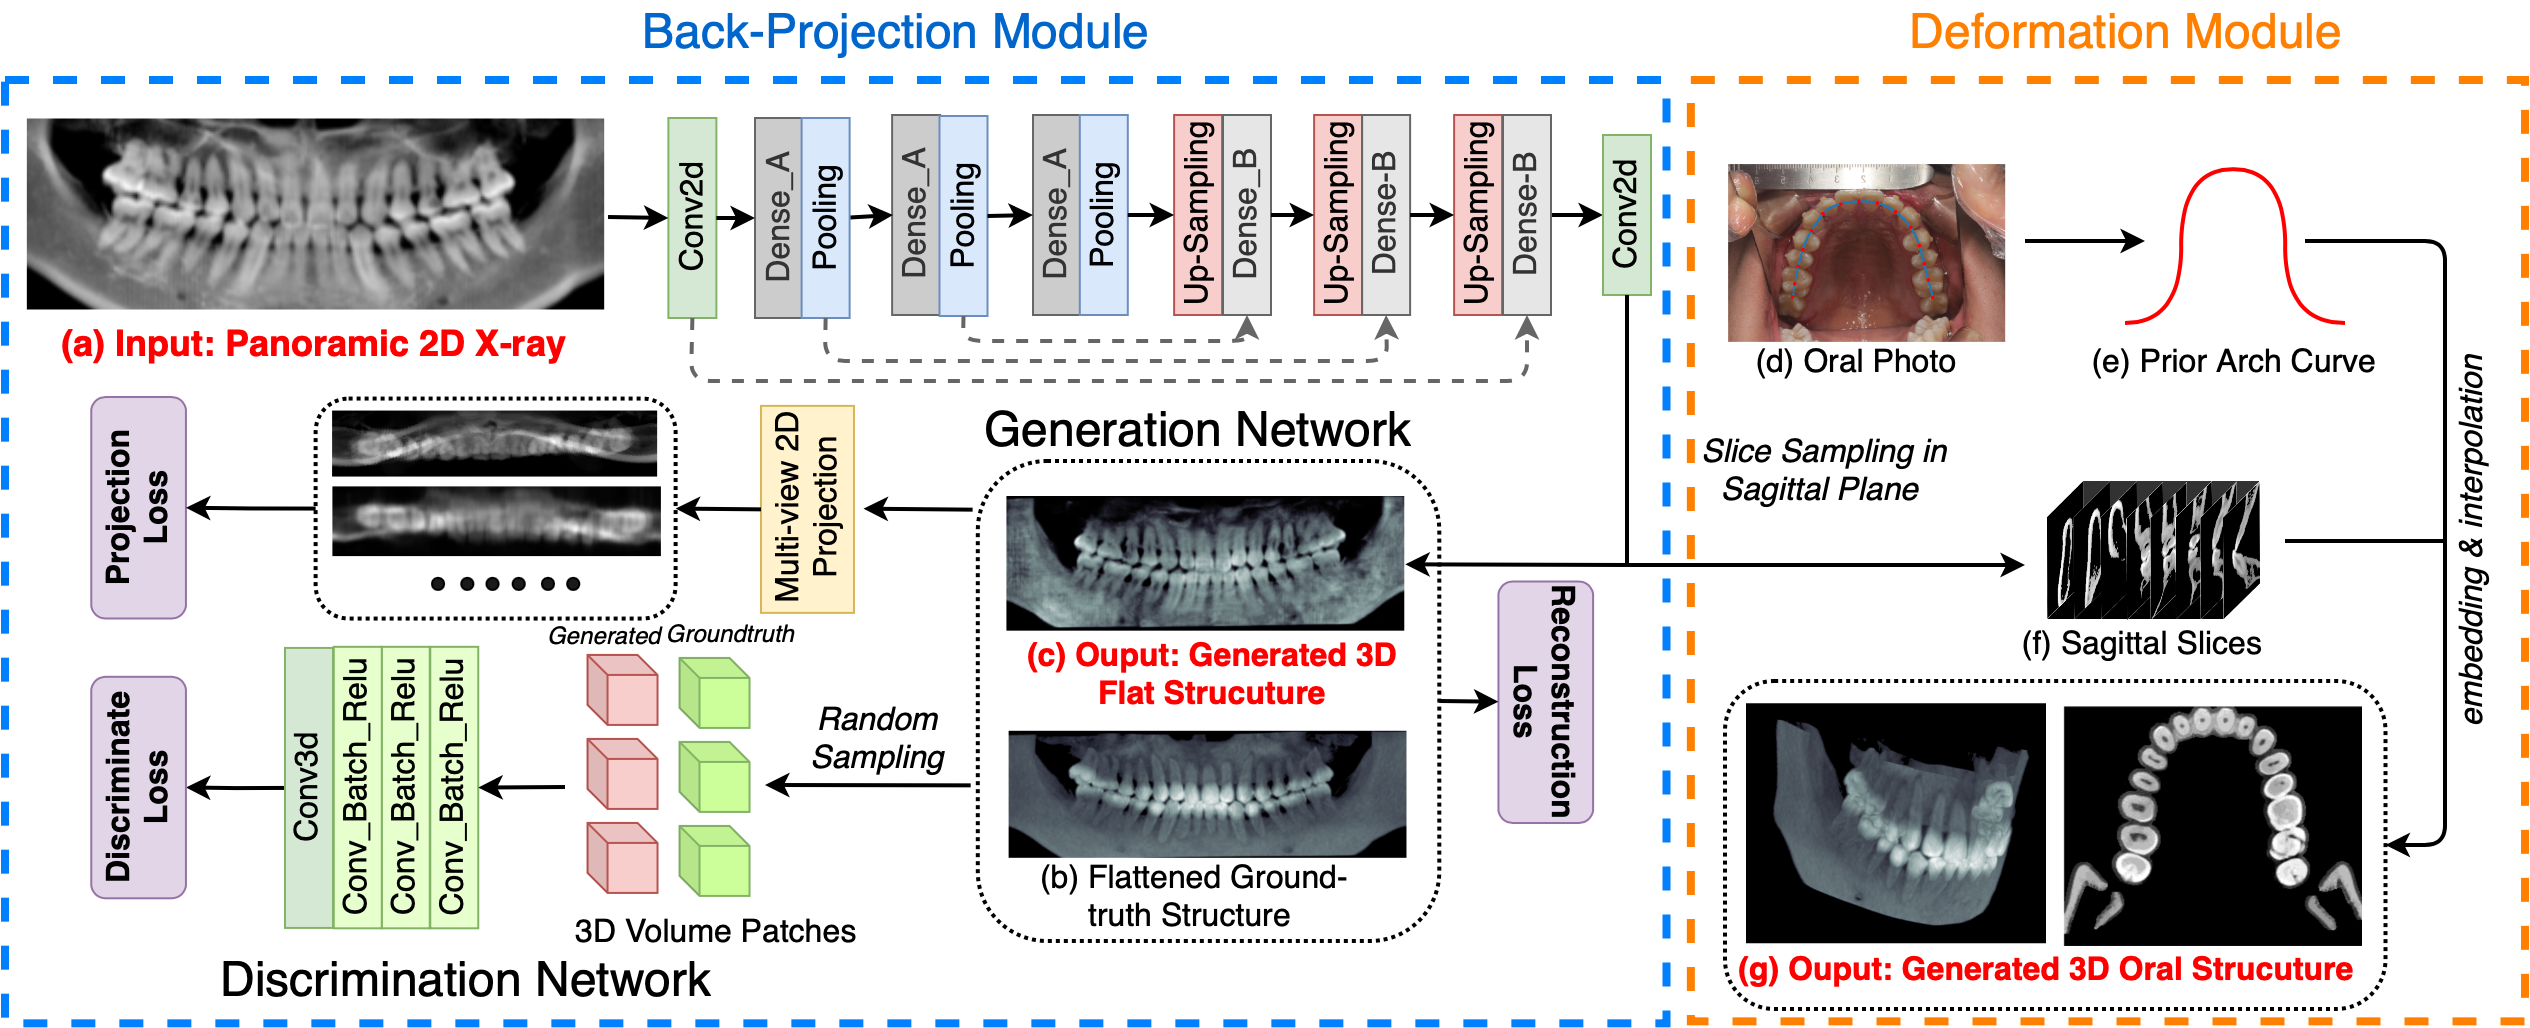 Back-Projection Module
Deformation Module
Conv2d
Dense_A
Pooling
Dense_A
Pooling
Dense_A
Pooling
Up-Sampling
Dense_B
Up-Sampling
Dense-B
Up-Sampling
Dense-B
Conv2d
(a) Input: Panoramic 2D X-ray
(d) Oral Photo
(e) Prior Arch Curve
Generation Network
Projection
Loss
Multi-view 2D
Projection
Slice Sampling in
Sagittal Plane
embedding & interpolation
(c) Ouput: Generated 3D
Flat Strucuture
Reconstruction
Loss
(f) Sagittal Slices
Generated
Groundtruth
Discriminate
Loss
Conv3d
Conv_Batch_Relu
Conv_Batch_Relu
Conv_Batch_Relu
Random
Sampling
(b) Flattened Ground-
truth Structure
3D Volume Patches
Discrimination Network
(g) Ouput: Generated 3D Oral Strucuture